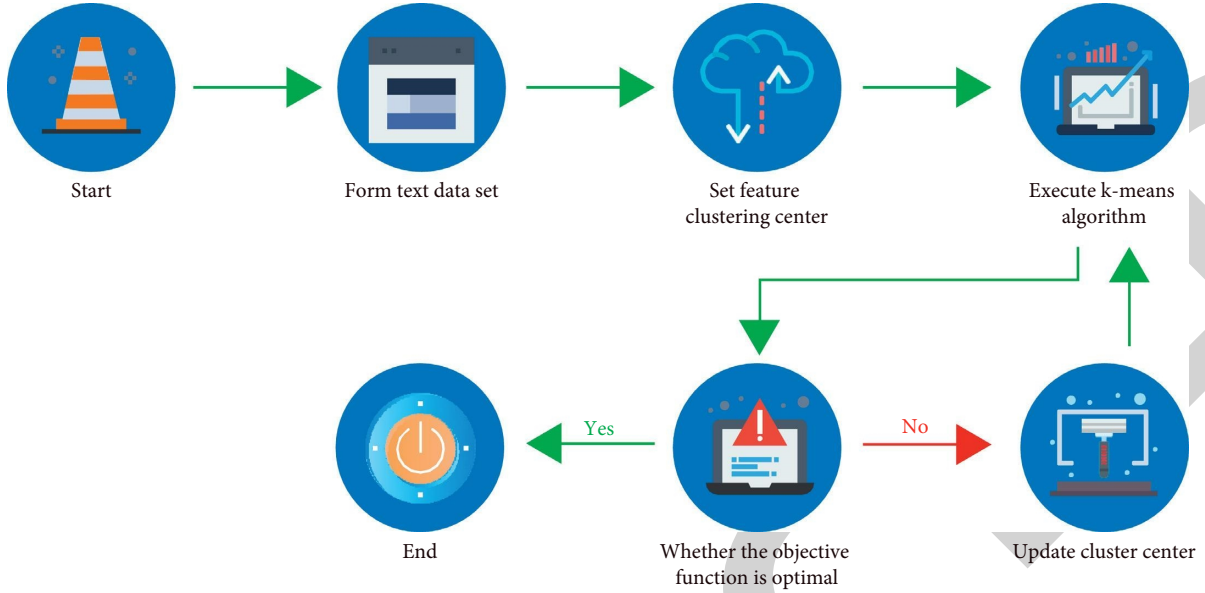 Start
Form text data set
Set feature
clustering center
Execute k-means
algorithm
Yes
No
End
Whether the objective
function is optimal
Update cluster center